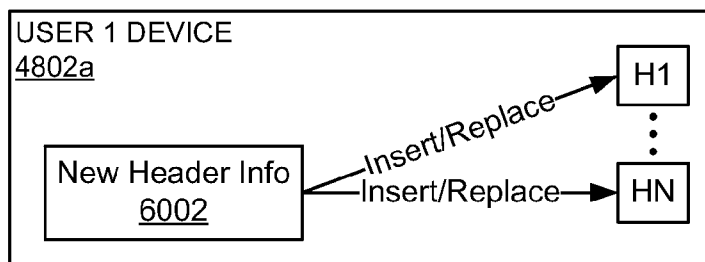 USER 1 DEVICE
4802a
H1
Insert/Replace
New Header Info
6002
Insert/Replace
HN